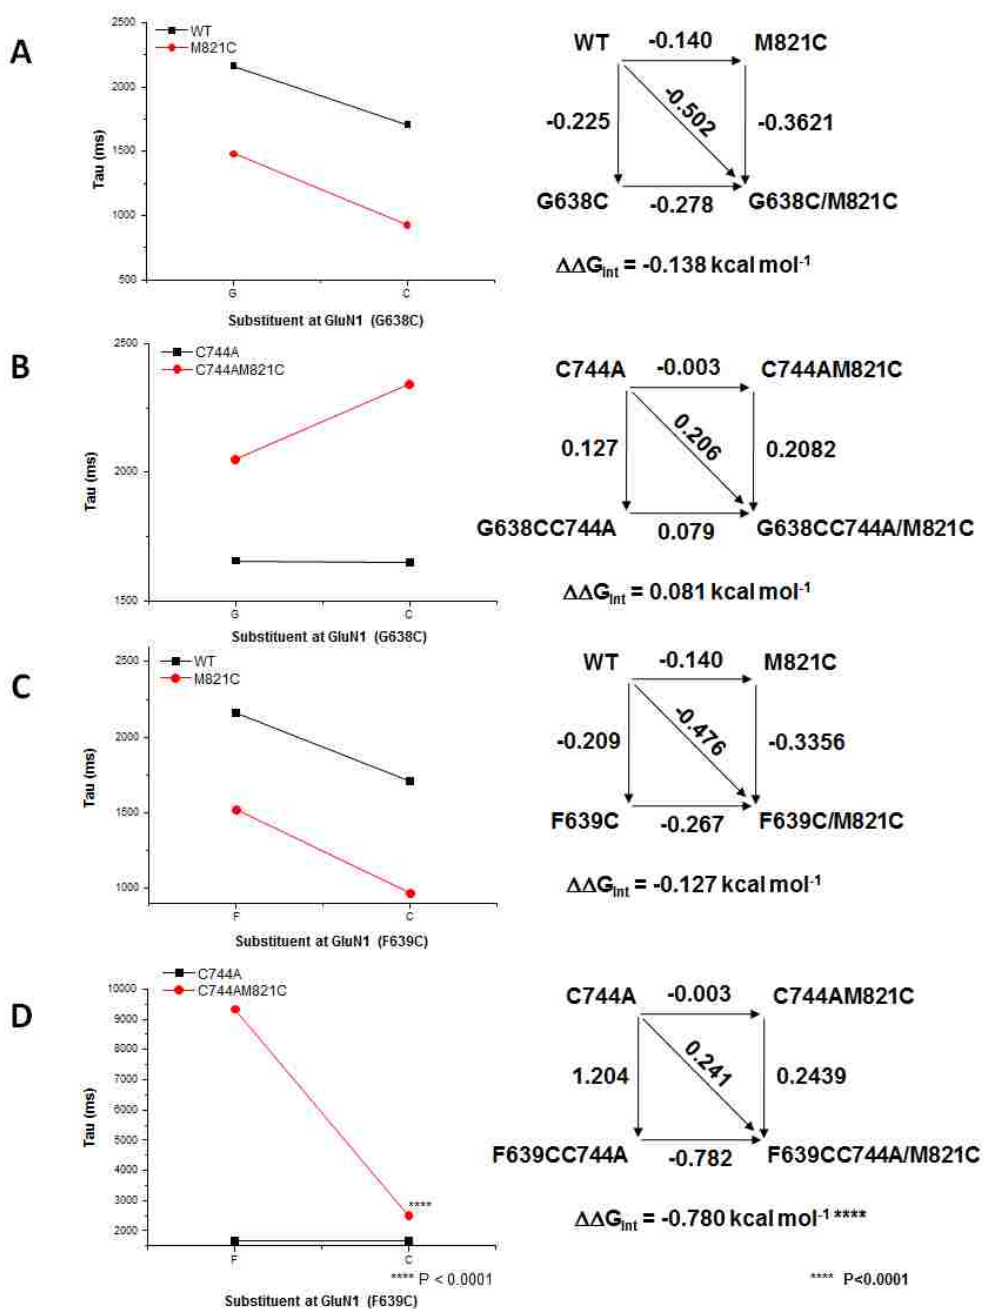 A
2500
2000
1500
1000
500
Tau (ms)
WT
M821C
G
C
Substituent at GluN1 (G638C)
WT
-0.140
M821C
-0.225
-0.502
-0.3621
G638C
-0.278
G638C/M821C
ΔΔGint = -0.138 kcal mol-1
B
2500
2000
1500
Tau (ms)
C744A
C744AM821C
G
C
Substituent at GluN1 (G638C)
C744A
-0.003
C744AM821C
0.127
0.206
0.2082
G638CC744A
0.079
G638CC744A/M821C
ΔΔGint = 0.081 kcal mol-1
C
2500
2000
1500
1000
Tau (ms)
WT
M821C
F
C
Substituent at GluN1 (F639C)
WT
-0.140
M821C
-0.209
-0.476
-0.3356
F639C
-0.267
F639C/M821C
ΔΔGint = -0.127 kcal mol-1
D
10000
9000
8000
7000
6000
5000
4000
3000
2000
Tau (ms)
C744A
C744AM821C
****
F
C
**** P < 0.0001
Substituent at GluN1 (F639C)
C744A
-0.003
C744AM821C
1.204
0.241
0.2439
F639CC744A
-0.782
F639CC744A/M821C
ΔΔGint = -0.780 kcal mol-1 ****
**** P<0.0001